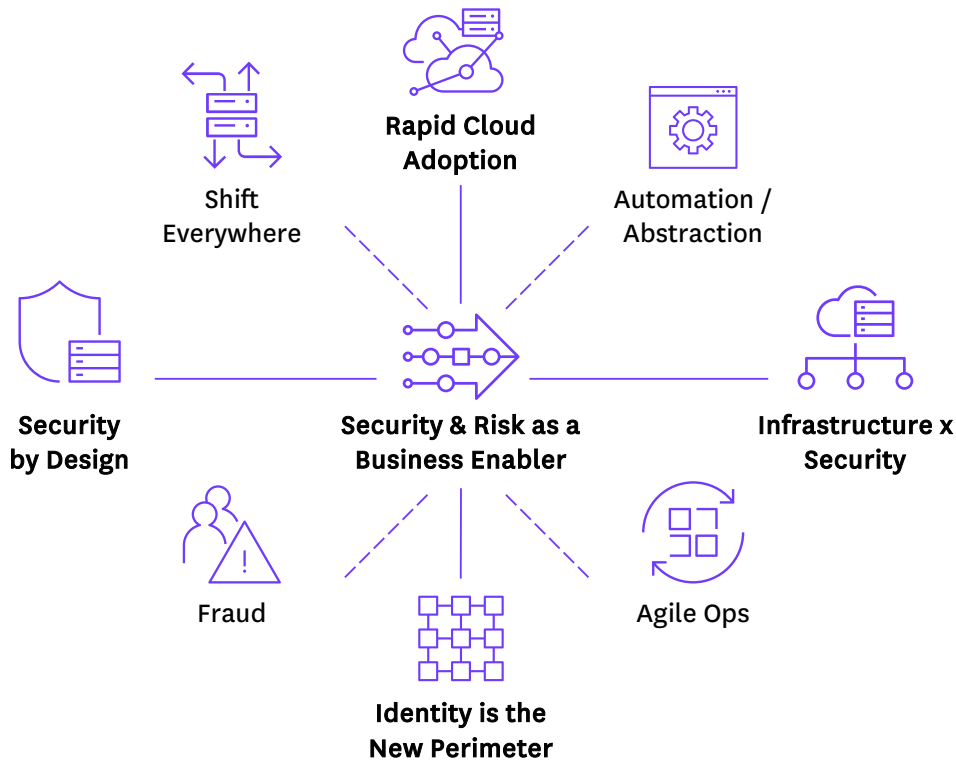 Rapid Cloud
Adoption
Shift
Everywhere
Automation /
Abstraction
Security
by Design
Security & Risk as a
Business Enabler
Infrastructure x
Security
Fraud
Agile Ops
Identity is the
New Perimeter